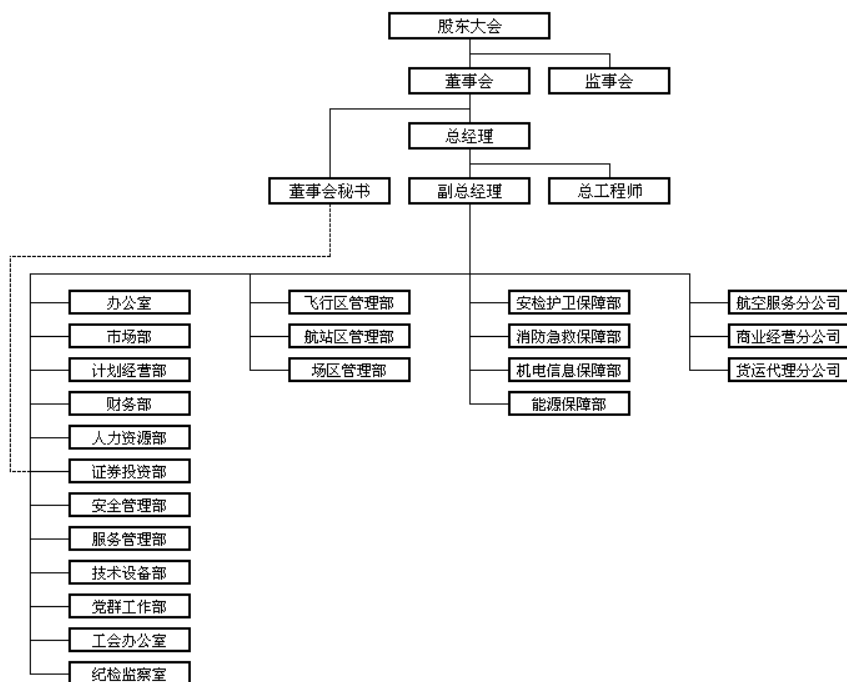 股东大会
董事会
监事会
总经理
董事会秘书
副总经理
总工程师
办公室
飞行区管理部
安检护卫保障部
航空服务分公司
市场部
航站区管理部
消防急救保障部
商业经营分公司
计划经营部
场区管理部
机电信息保障部
货运代理分公司
财务部
能源保障部
人力资源部
证券投资部
安全管理部
服务管理部
技术设备部
党群工作部
工会办公室
纪检监察室